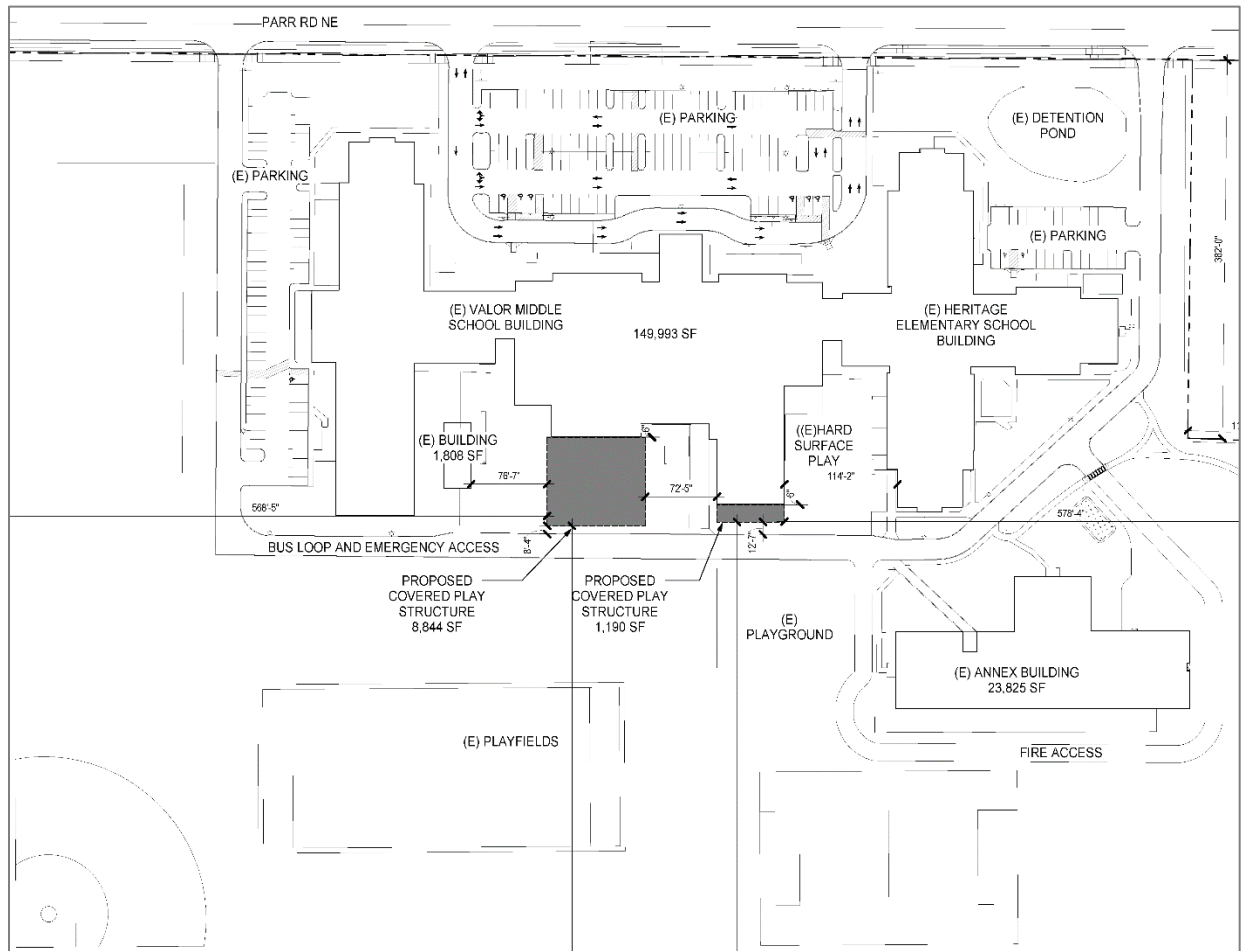 PARR RD NE
(E) PARKING
(E) DETENTION
POND
(E) PARKING
(E) PARKING
382'-0"
(E) VALOR MIDDLE
SCHOOL BUILDING
149,993 SF
(E) HERITAGE
ELEMENTARY SCHOOL
BUILDING
(E) BUILDING
1,808 SF
((E)HARD
SURFACE
PLAY
76'-7"
72'-5"
114'-2"
568'-5"
578'-4"
8'-4"
12'-7"
BUS LOOP AND EMERGENCY ACCESS
PROPOSED
COVERED PLAY
STRUCTURE
8,844 SF
PROPOSED
COVERED PLAY
STRUCTURE
1,190 SF
(E)
PLAYGROUND
(E) ANNEX BUILDING
23,825 SF
(E) PLAYFIELDS
FIRE ACCESS